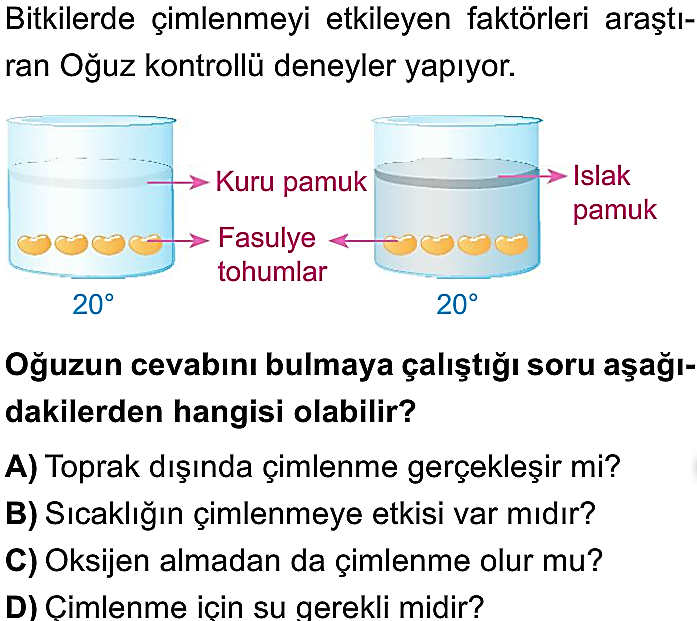 Bitkilerde çimlenmeyi etkileyen faktörleri araştı-
ran Oğuz kontrollü deneyler yapıyor.
Kuru pamuk
Islak
pamuk
Fasulye
tohumlar
20°
20°
Oğuzun cevabını bulmaya çalıştığı soru aşağı-
dakilerden hangisi olabilir?
A) Toprak dışında çimlenme gerçekleşir mi?
B) Sıcaklığın çimlenmeye etkisi var mıdır?
C) Oksijen almadan da çimlenme olur mu?
D) Çimlenme için su gerekli midir?